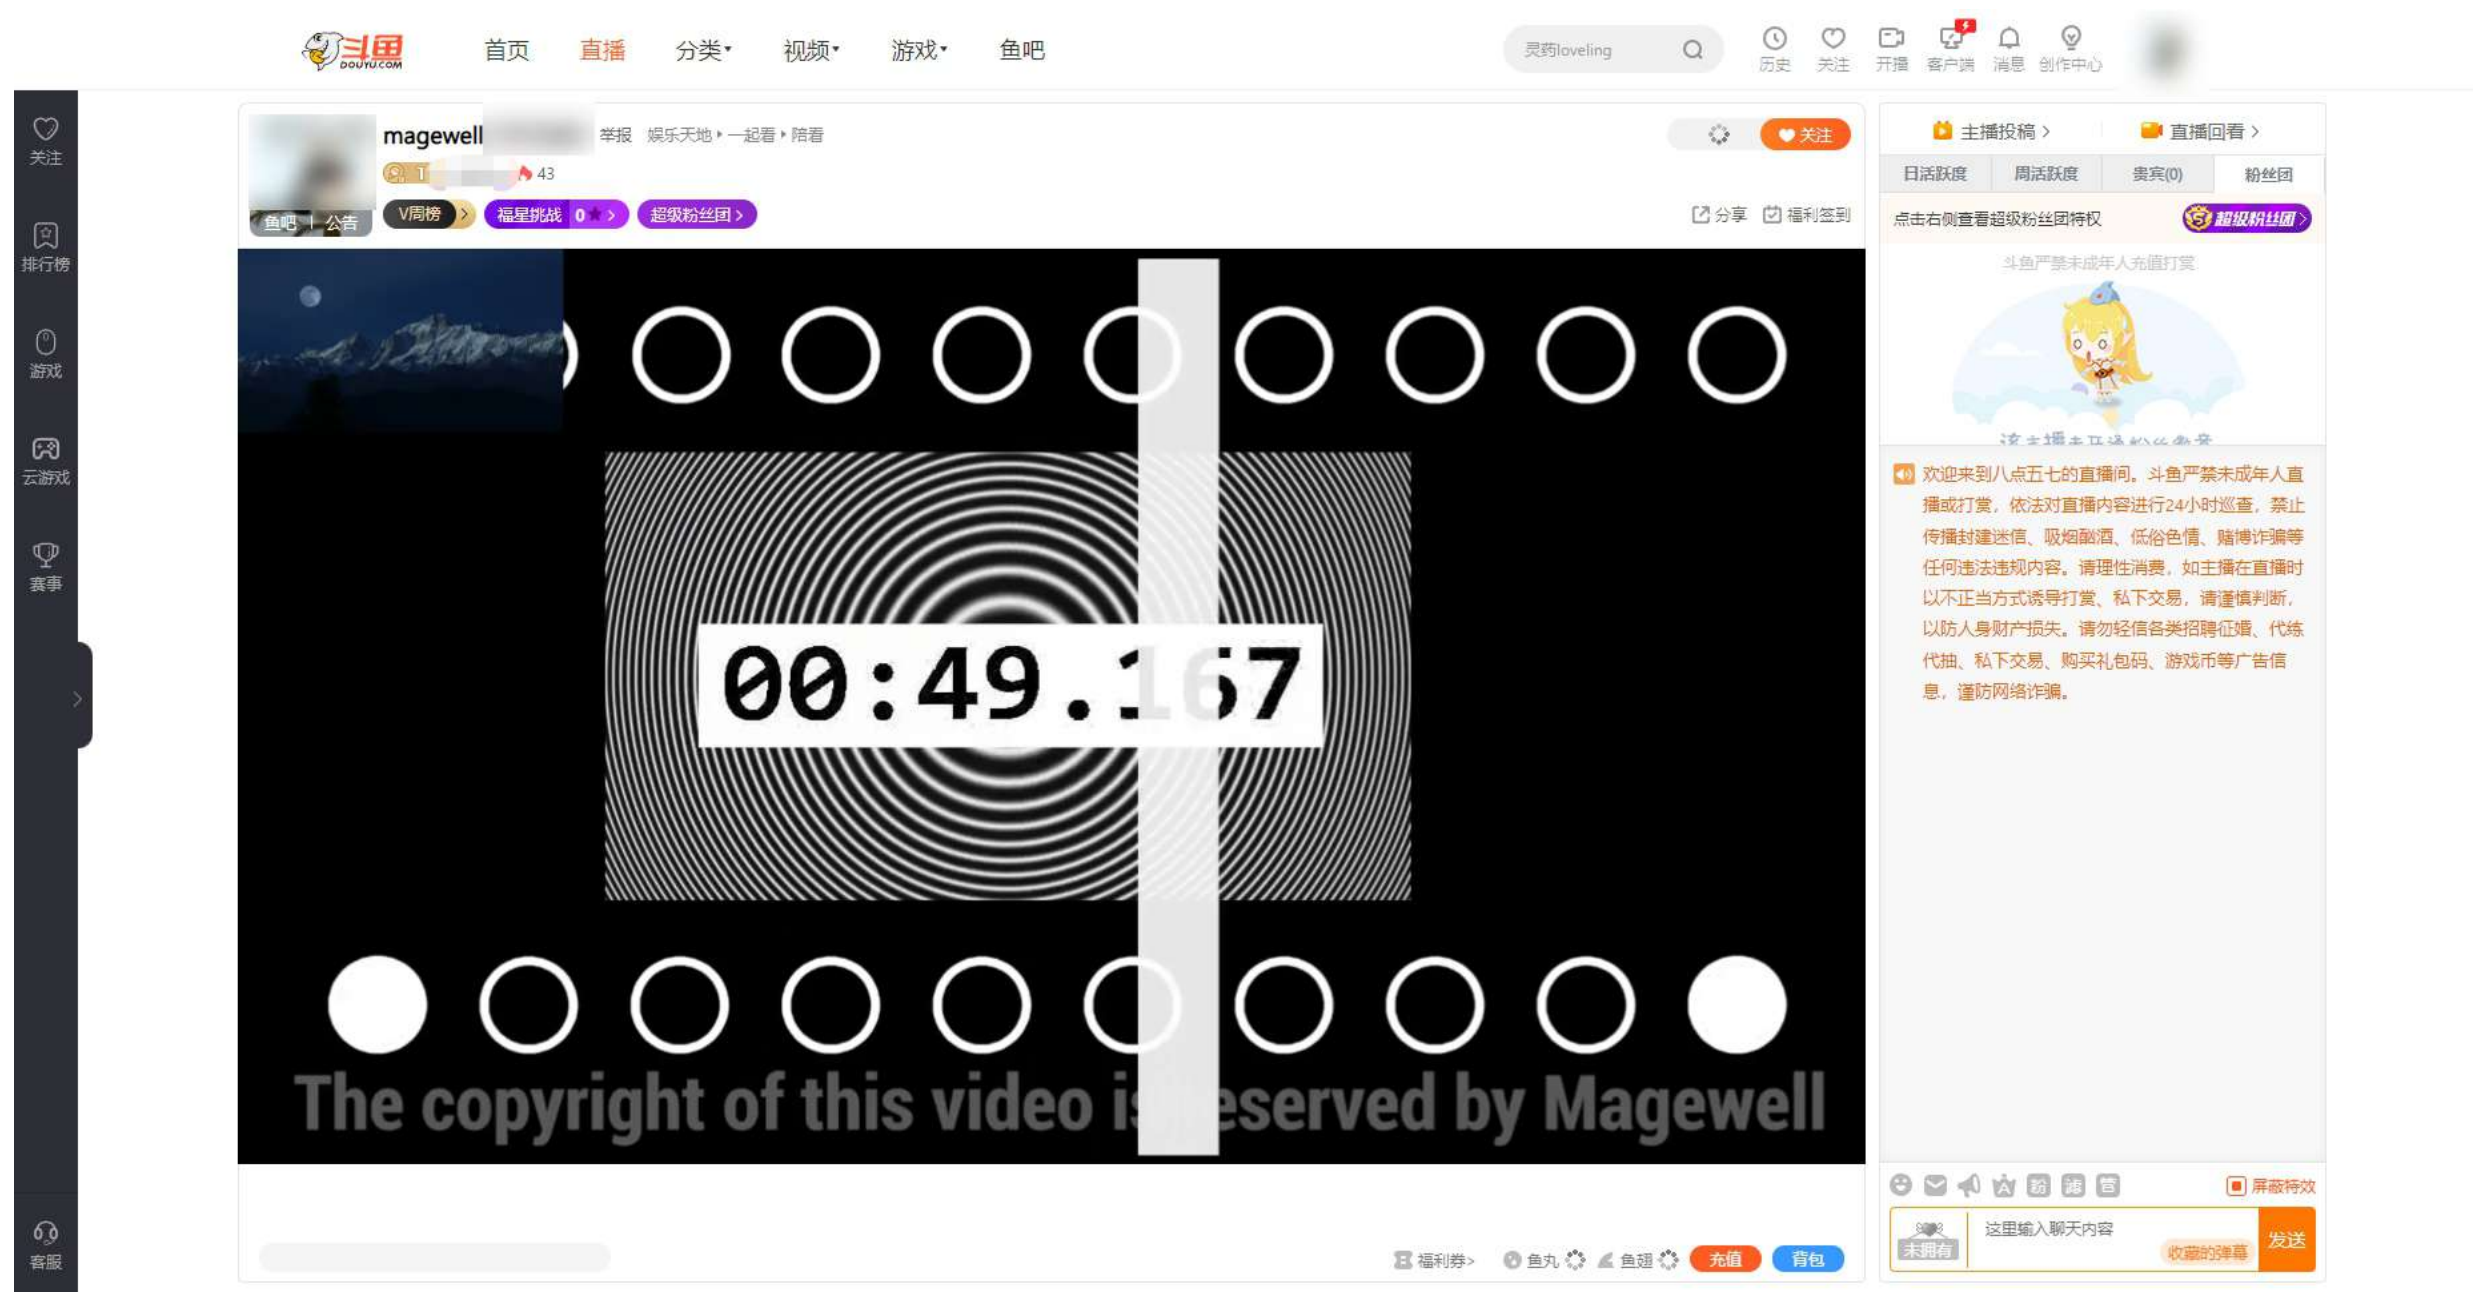 斗鱼
DOUYU.COM
首页 直播 分类 视频 游戏 鱼吧
灵药loveling
历史 关注 开播 客户端 消息 创作中心
关注
排行榜
游戏
云游戏
赛事
客服
magewell
举报 娱乐天地 一起看 陪看
43
鱼吧 | 公告
V周榜 > 福星挑战 0 > 超级粉丝团 >
关注
分享 福利签到
00:49.167
The copyright of this video is reserved by Magewell
福利券> 鱼丸 鱼翅 充值 背包
主播投稿 > 直播回看 >
日活跃度 周活跃度 贵宾(0) 粉丝团
点击右侧查看超级粉丝团特权 超级粉丝团 >
斗鱼严禁未成年人充值打赏
欢迎来到八点五七的直播间。斗鱼严禁未成年人直
播或打赏，依法对直播内容进行24小时巡查，禁止
传播封建迷信、吸烟酗酒、低俗色情、赌博诈骗等
任何违法违规内容。请理性消费，如主播在直播时
以不正当方式诱导打赏、私下交易，请谨慎判断，
以防人身财产损失。请勿轻信各类招聘征婚、代练
代抽、私下交易、购买礼包码、游戏币等广告信
息，谨防网络诈骗。
粉 管
屏蔽特效
未拥有
这里输入聊天内容
收藏的弹幕
发送